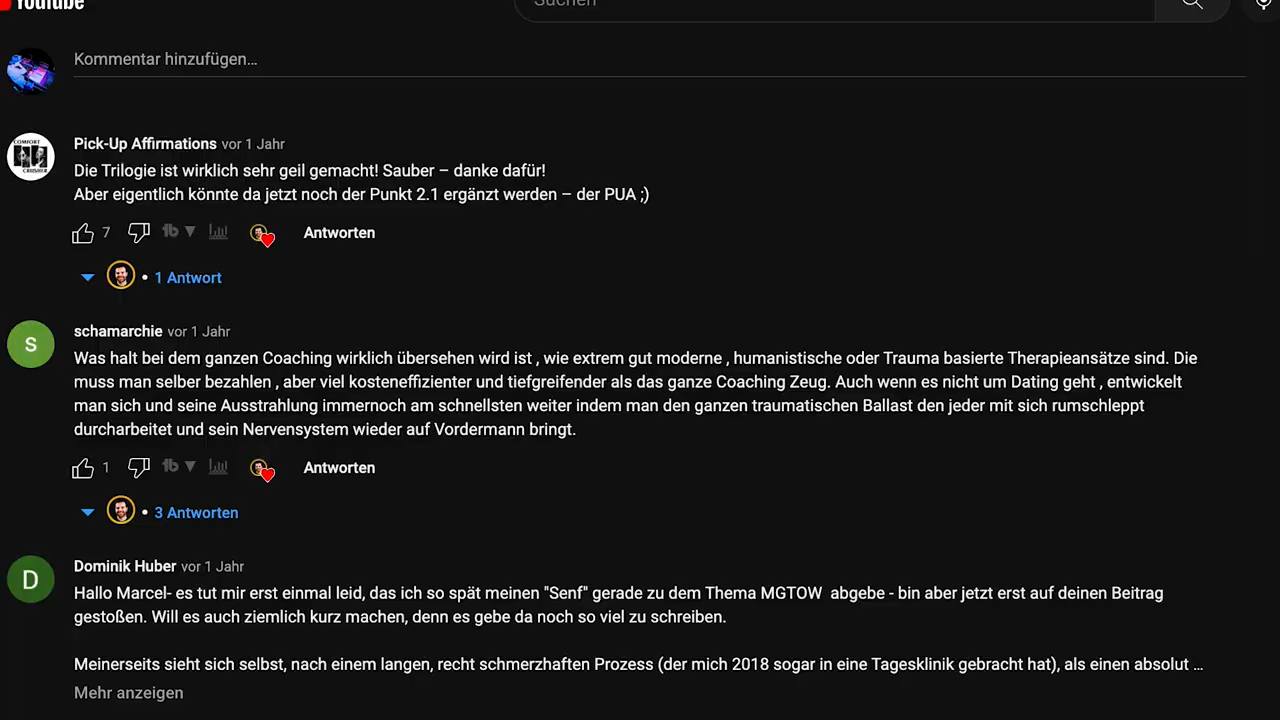 YouTube
Suchen
Kommentar hinzufügen…
Pick-Up Affirmations vor 1 Jahr
Die Trilogie ist wirklich sehr geil gemacht! Sauber – danke dafür!
Aber eigentlich könnte da jetzt noch der Punkt 2.1 ergänzt werden – der PUA ;)
COMFORT
CRUSHER
7 Antworten
1 Antwort
S
schamarchie vor 1 Jahr
Was halt bei dem ganzen Coaching wirklich übersehen wird ist , wie extrem gut moderne , humanistische oder Trauma basierte Therapieansätze sind. Die
muss man selber bezahlen , aber viel kosteneffizienter und tiefgreifender als das ganze Coaching Zeug. Auch wenn es nicht um Dating geht , entwickelt
man sich und seine Ausstrahlung immernoch am schnellsten weiter indem man den ganzen traumatischen Ballast den jeder mit sich rumschleppt
durcharbeitet und sein Nervensystem wieder auf Vordermann bringt.
1 Antworten
3 Antworten
D
Dominik Huber vor 1 Jahr
Hallo Marcel- es tut mir erst einmal leid, das ich so spät meinen "Senf" gerade zu dem Thema MGTOW  abgebe - bin aber jetzt erst auf deinen Beitrag
gestoßen. Will es auch ziemlich kurz machen, denn es gebe da noch so viel zu schreiben.
Meinerseits sieht sich selbst, nach einem langen, recht schmerzhaften Prozess (der mich 2018 sogar in eine Tagesklinik gebracht hat), als einen absolut ...
Mehr anzeigen